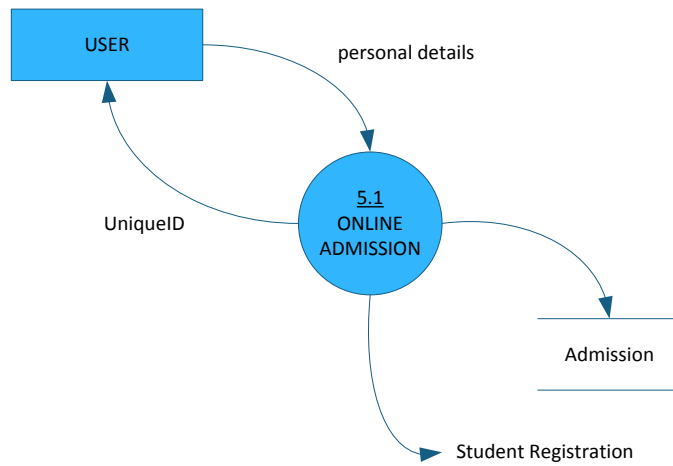 USER
personal details
5.1
ONLINE
ADMISSION
UniqueID
Admission
Student Registration